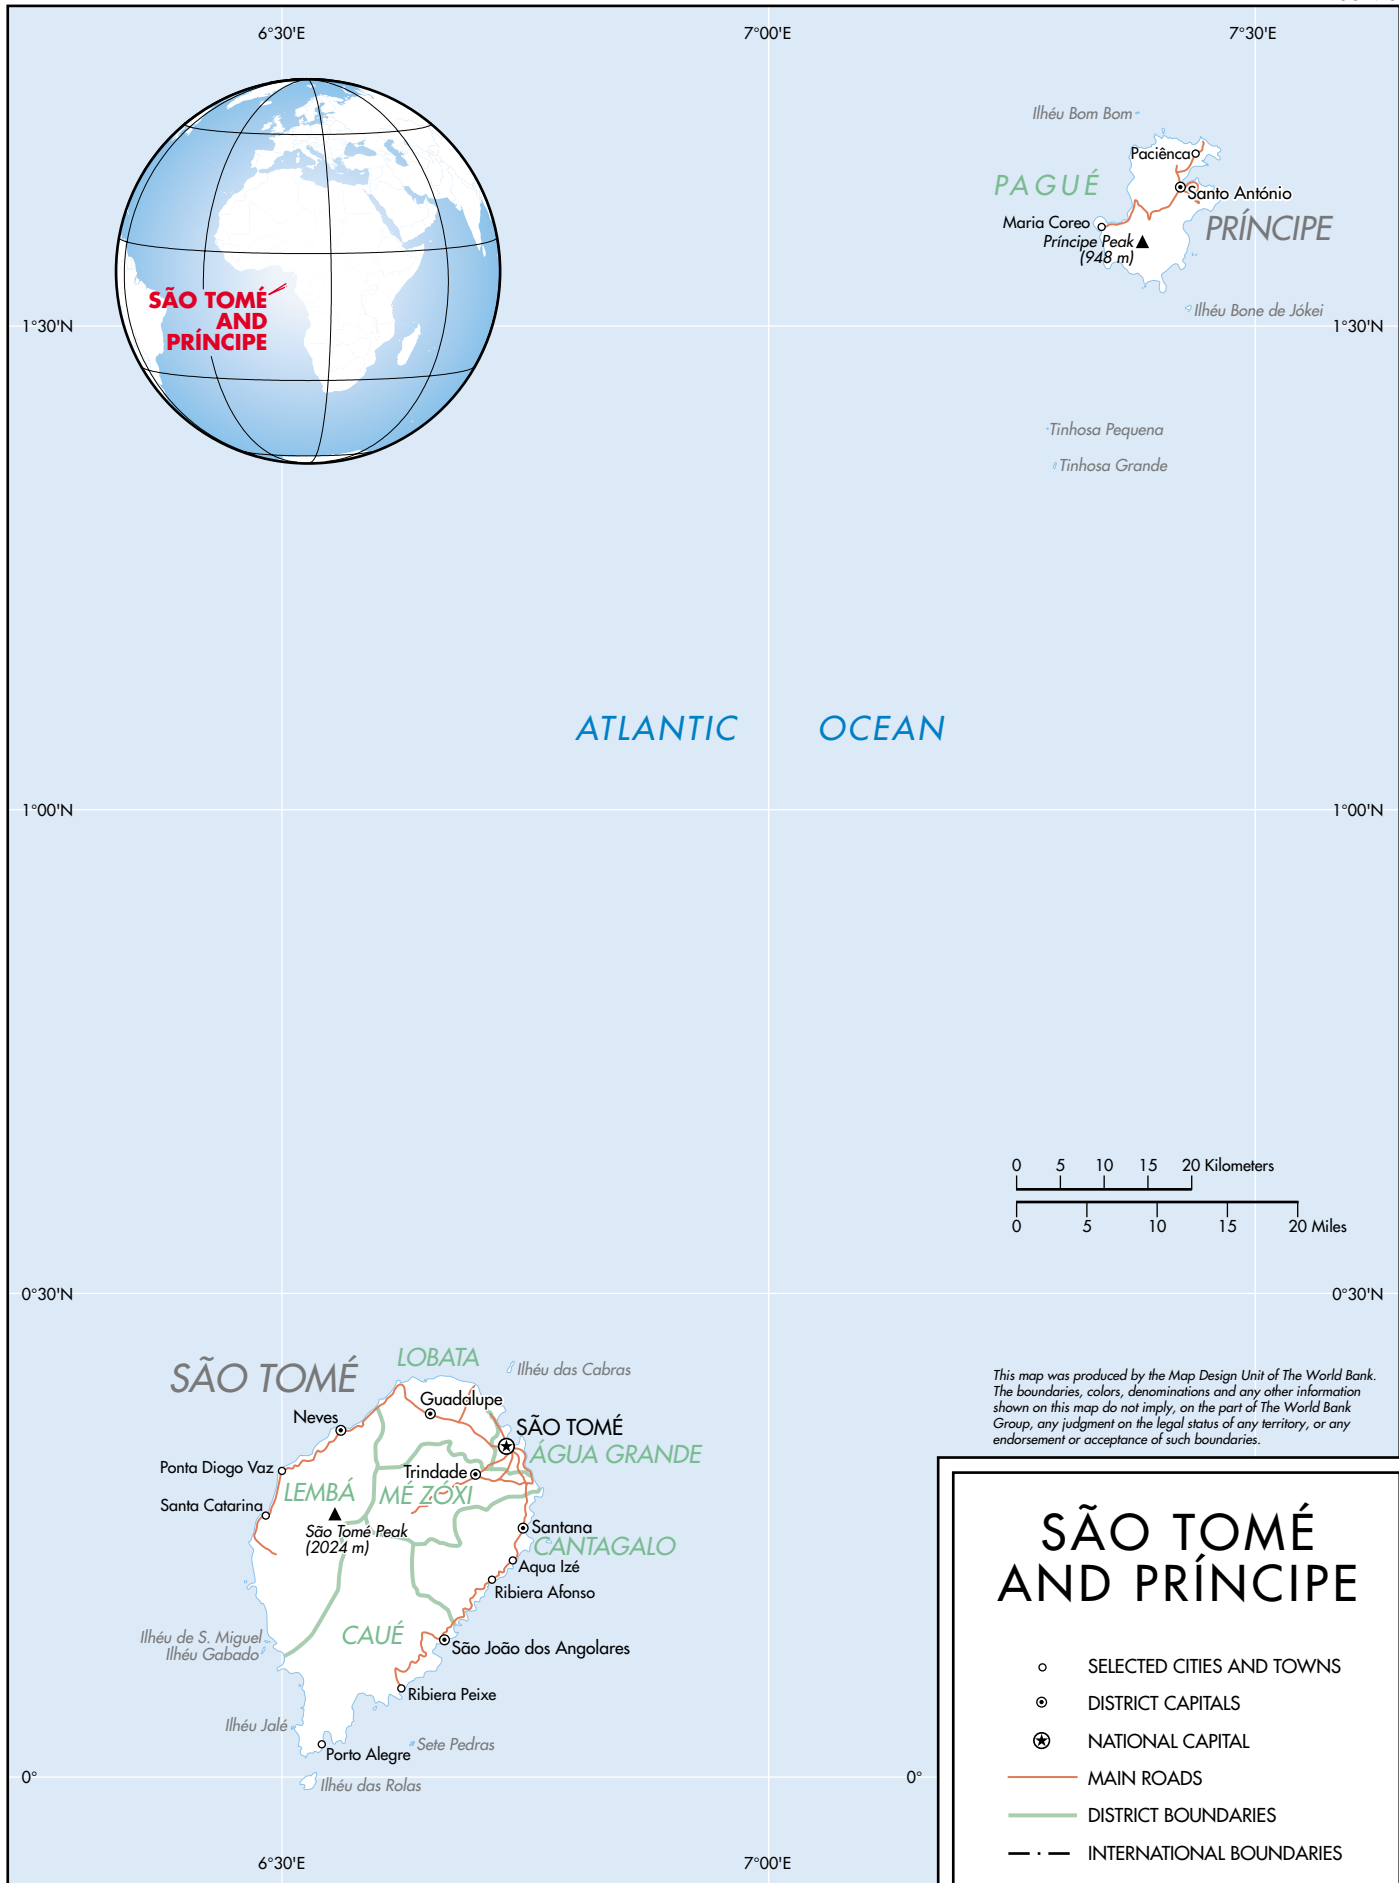 6°30'E
7°00'E
7°30'E
Ilhéu Bom Bom
Paciênca
PAGUÉ
Santo António
Maria Coreo
PRÍNCIPE
Príncipe Peak
(948 m)
SÃO TOMÉ
AND
PRÍNCIPE
Ilhéu Bone de Jókei
1°30'N
1°30'N
Tinhosa Pequena
Tinhosa Grande
ATLANTIC OCEAN
1°00'N
1°00'N
0 5 10 15 20 Kilometers
0 5 10 15 20 Miles
0°30'N
0°30'N
LOBATA
SÃO TOMÉ
Ilhéu das Cabras
Guadalupe
Neves
SÃO TOMÉ
ÁGUA GRANDE
Ponta Diogo Vaz
Trindade
LEMBÁ
MÉ ZÓXI
Santa Catarina
São Tomé Peak
(2024 m)
Santana
CANTAGALO
Aqua Izé
Ribiera Afonso
CAUÉ
Ilhéu de S. Miguel
Ilhéu Gabado
São João dos Angolares
Ribiera Peixe
Ilhéu Jalé
Sete Pedras
Porto Alegre
Ilhéu das Rolas
0°
0°
6°30'E
7°00'E
This map was produced by the Map Design Unit of The World Bank.
The boundaries, colors, denominations and any other information
shown on this map do not imply, on the part of The World Bank
Group, any judgment on the legal status of any territory, or any
endorsement or acceptance of such boundaries.
SÃO TOMÉ
AND PRÍNCIPE
SELECTED CITIES AND TOWNS
DISTRICT CAPITALS
NATIONAL CAPITAL
MAIN ROADS
DISTRICT BOUNDARIES
INTERNATIONAL BOUNDARIES